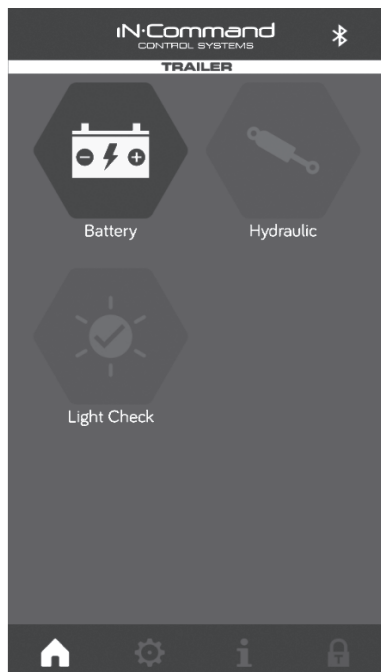 iN·Command
CONTROL SYSTEMS
TRAILER
Battery
Hydraulic
Light Check